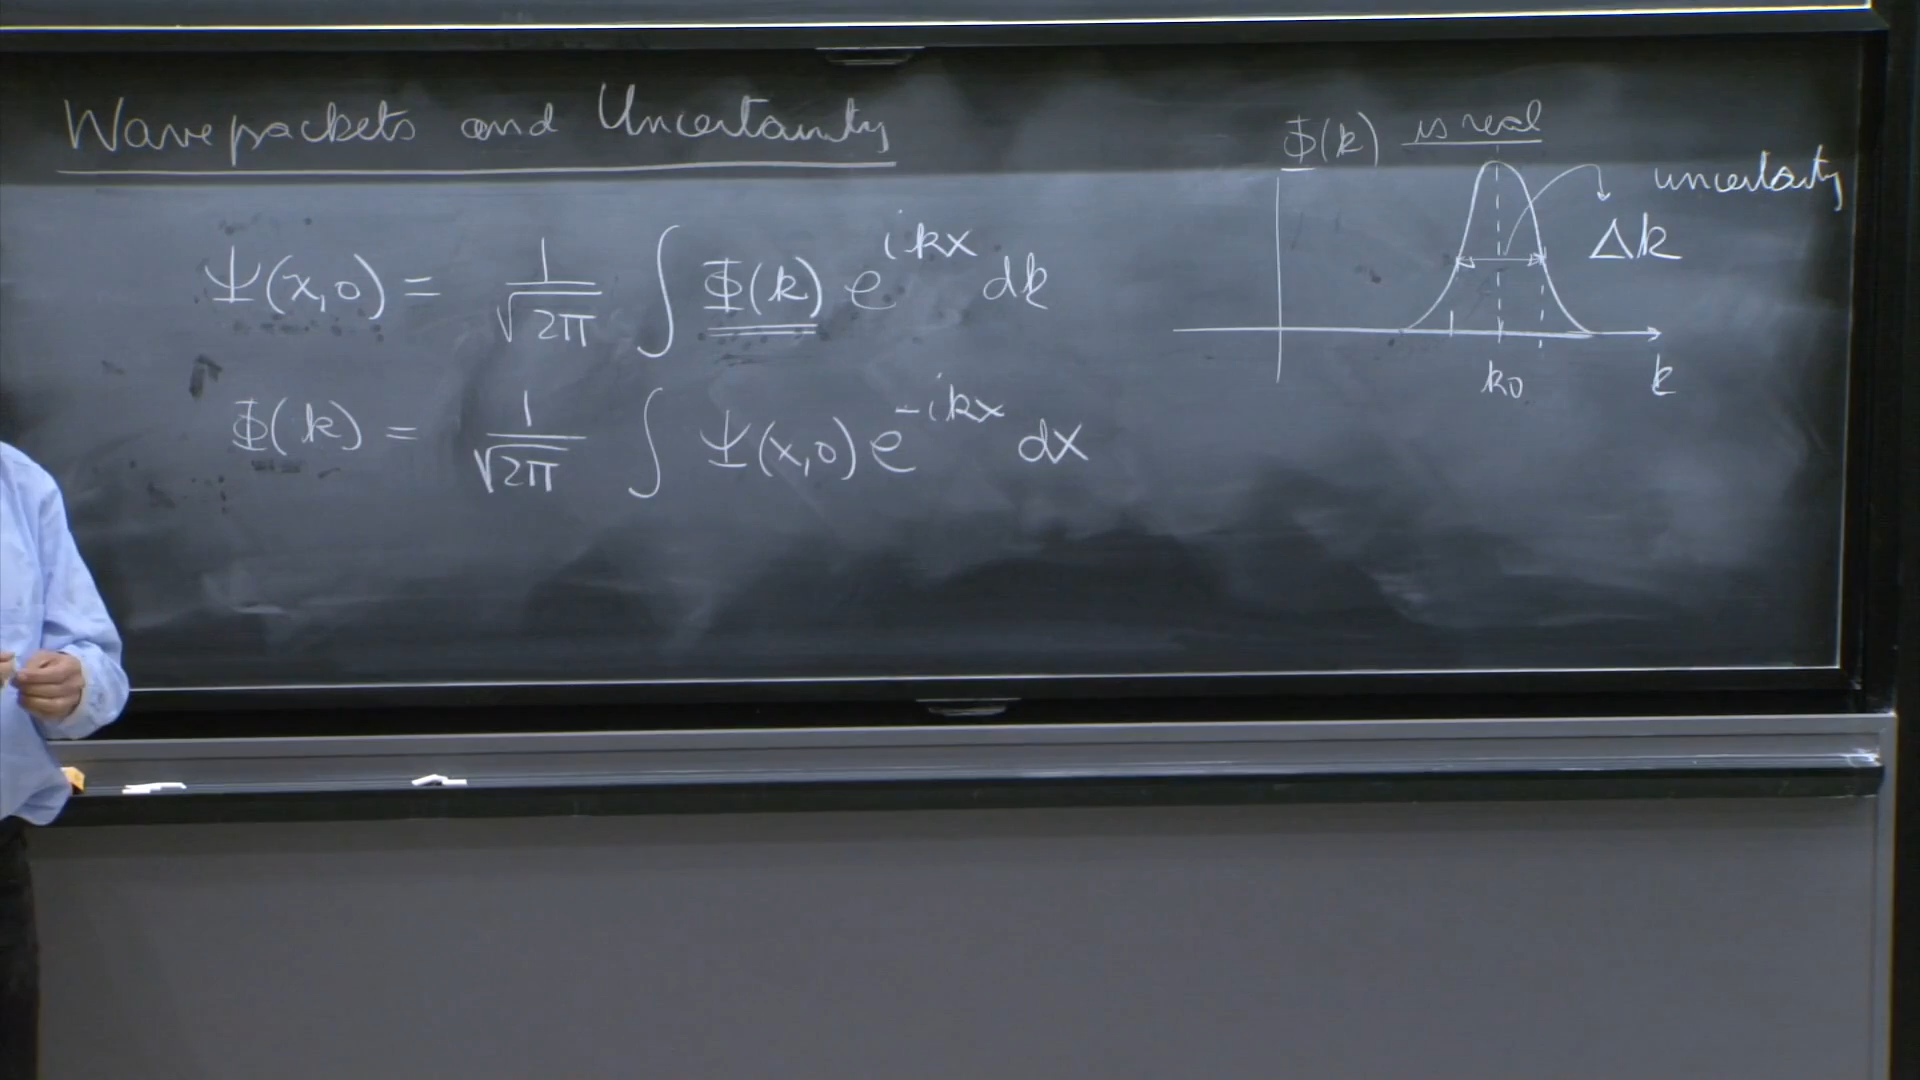 Wavepackets and Uncertainty
Ψ(x,0) = 1/√2π ∫ Φ(k) e^{ikx} dk
Φ(k) = 1/√2π ∫ Ψ(x,0) e^{-ikx} dx
Φ(k) is real
uncertainty
Δk
k0
k